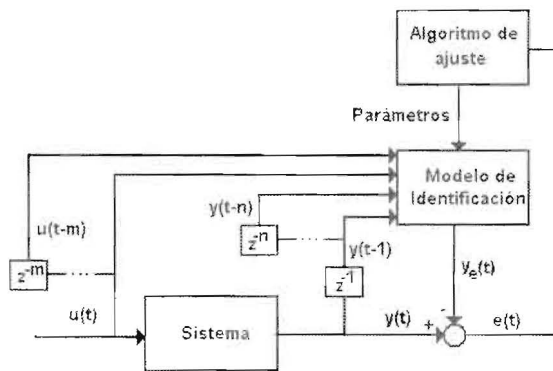 Algoritmo de
ajuste
Parámetros
Modelo de
Identificación
y(t-n)
u(t-m)
z-n
y(t-1)
z-m
z-1
ye(t)
u(t)
Sistema
y(t)
+
-
e(t)